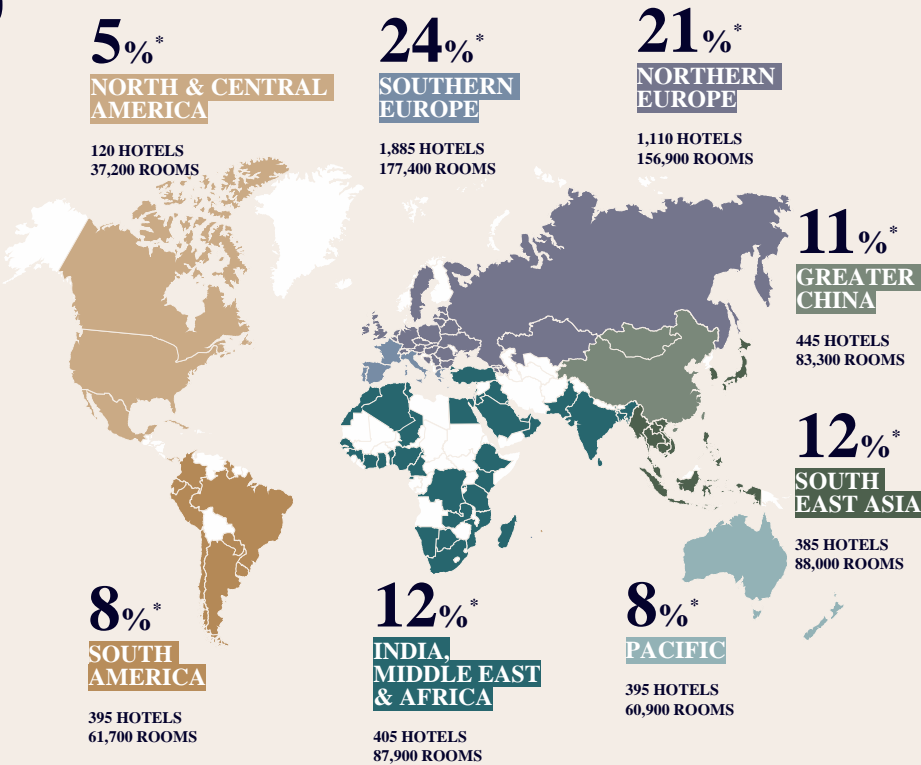 5%*
NORTH & CENTRAL
AMERICA
120 HOTELS
37,200 ROOMS
24%*
SOUTHERN
EUROPE
1,885 HOTELS
177,400 ROOMS
21%*
NORTHERN
EUROPE
1,110 HOTELS
156,900 ROOMS
11%*
GREATER
CHINA
445 HOTELS
83,300 ROOMS
12%*
SOUTH
EAST ASIA
385 HOTELS
88,000 ROOMS
8%*
SOUTH
AMERICA
395 HOTELS
61,700 ROOMS
12%*
INDIA,
MIDDLE EAST
& AFRICA
405 HOTELS
87,900 ROOMS
8%*
PACIFIC
395 HOTELS
60,900 ROOMS